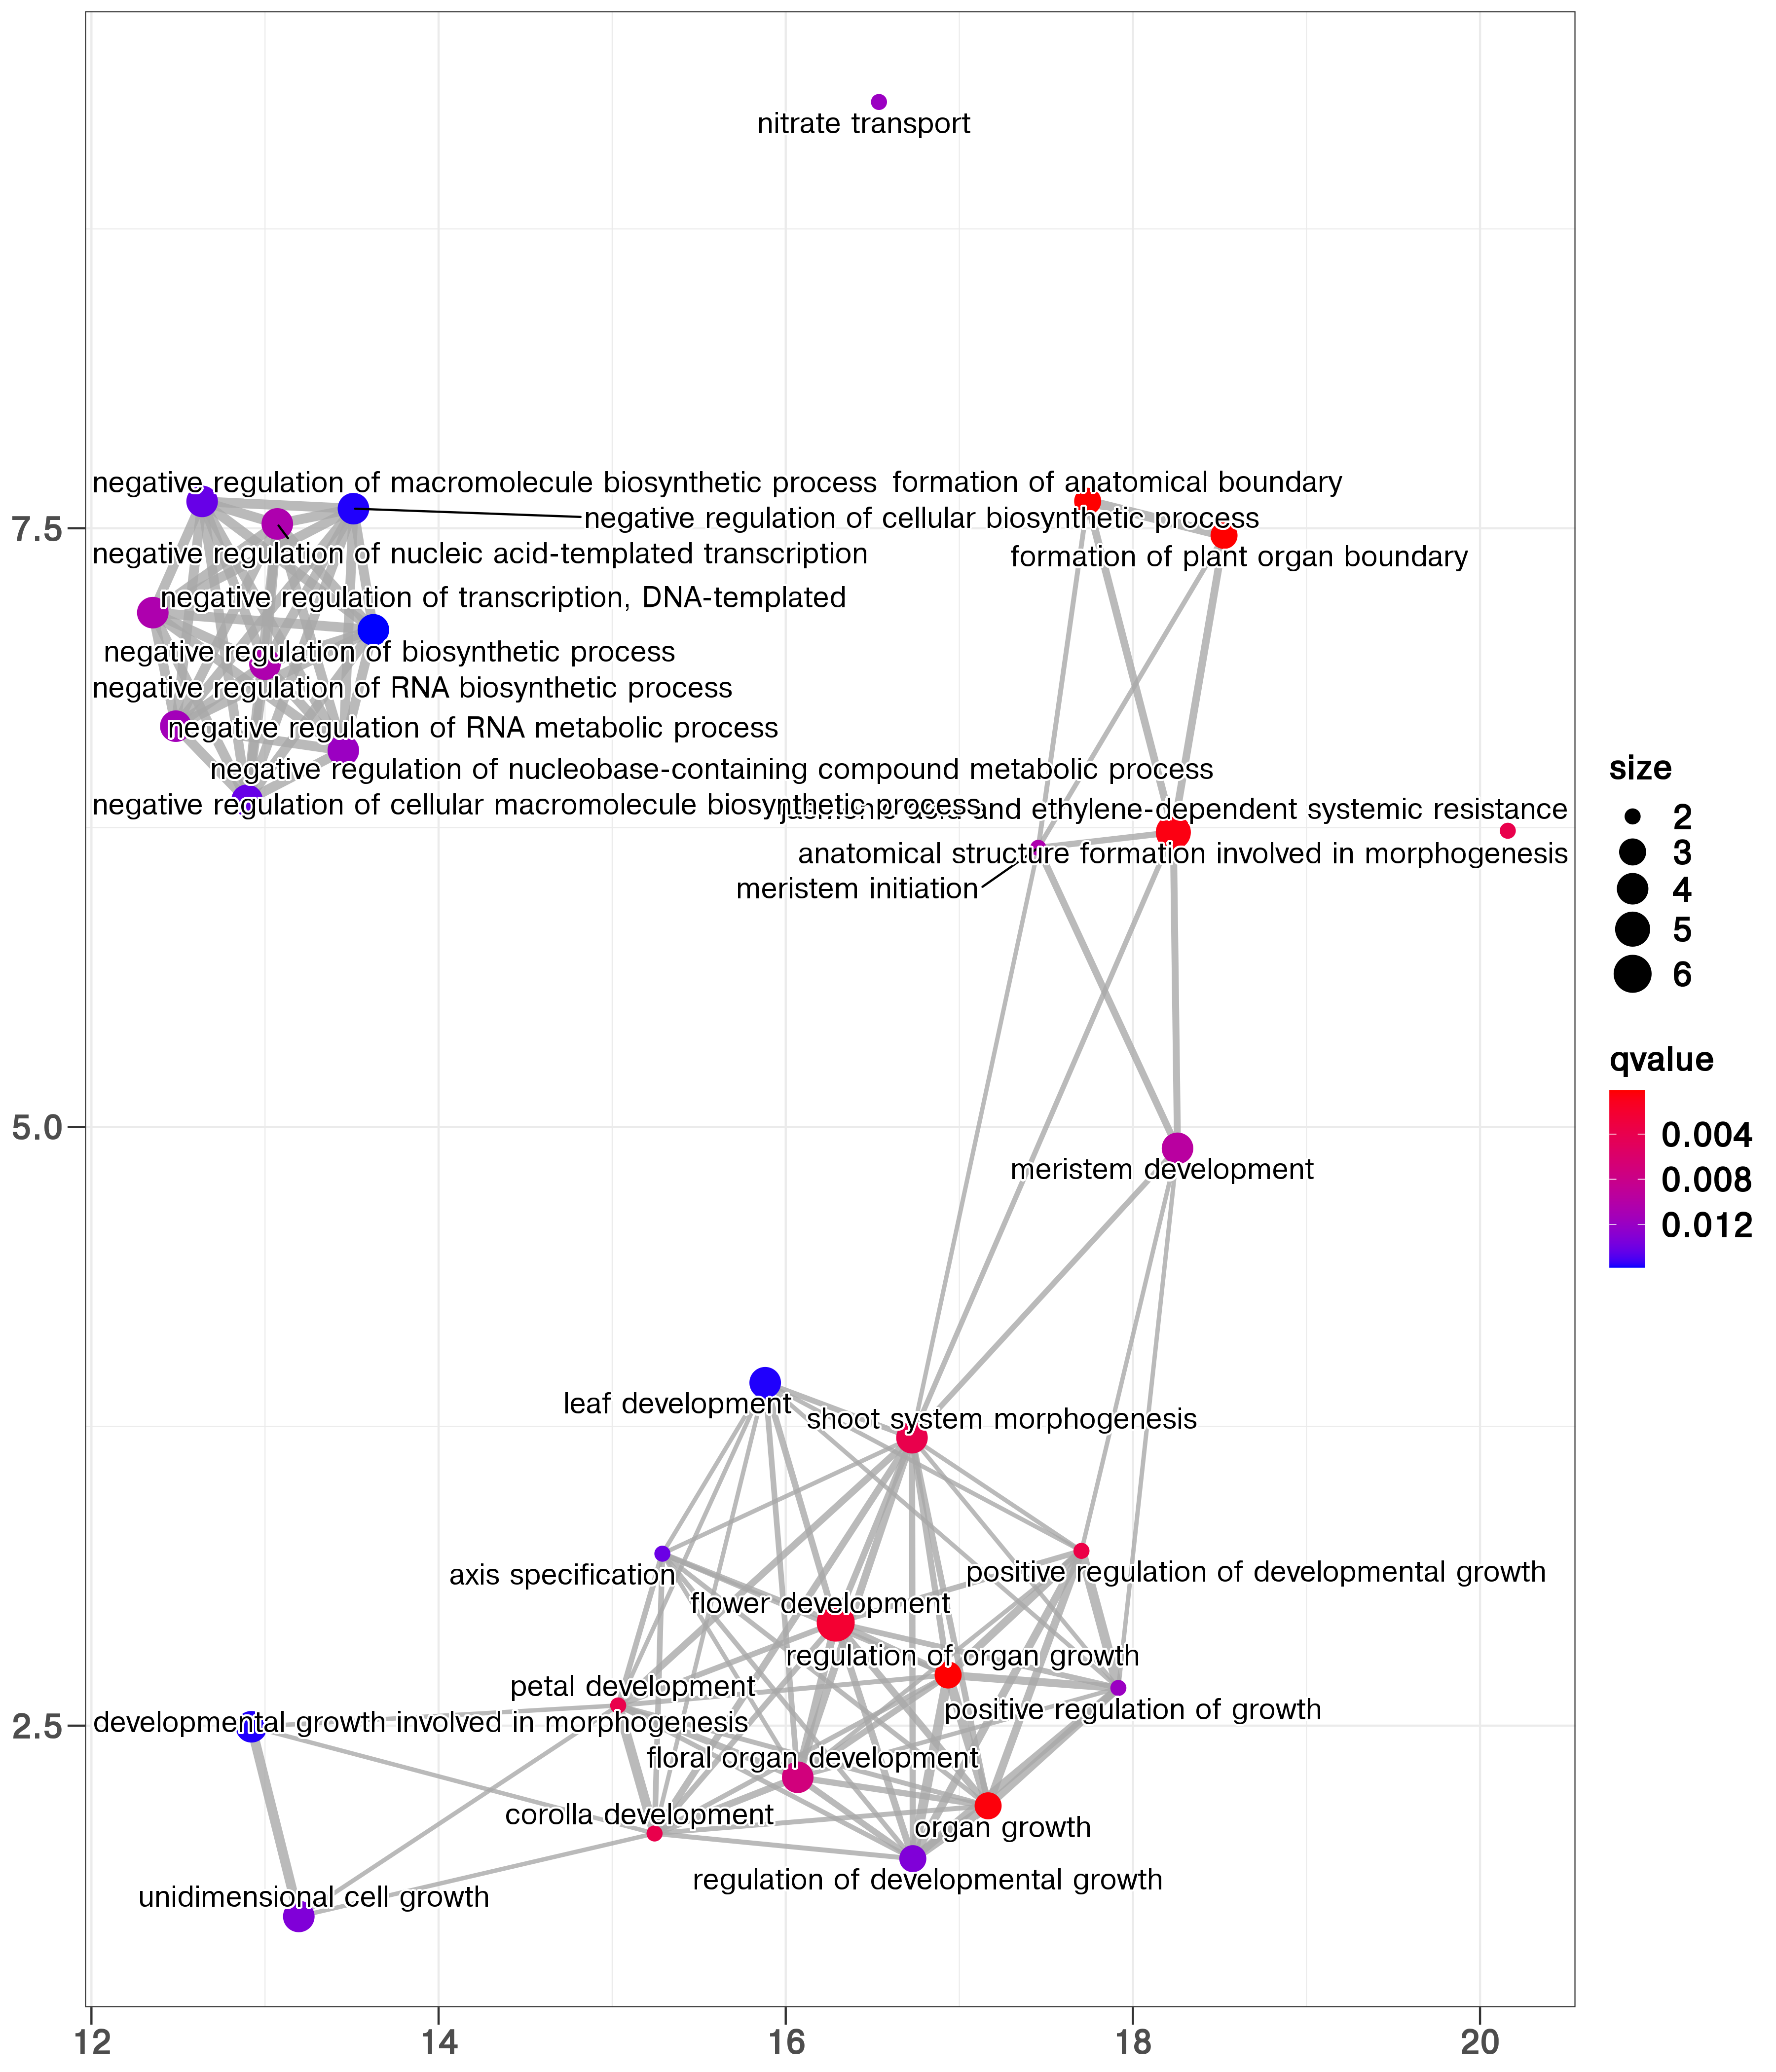 nitrate transport
negative regulation of macromolecule biosynthetic process
formation of anatomical boundary
negative regulation of cellular biosynthetic process
7.5
negative regulation of nucleic acid-templated transcription
formation of plant organ boundary
negative regulation of transcription, DNA-templated
negative regulation of biosynthetic process
negative regulation of RNA biosynthetic process
negative regulation of RNA metabolic process
negative regulation of nucleobase-containing compound metabolic process
negative regulation of cellular macromolecule biosynthetic process
jasmonic acid and ethylene-dependent systemic resistance
anatomical structure formation involved in morphogenesis
meristem initiation
5.0
meristem development
leaf development
shoot system morphogenesis
axis specification
positive regulation of developmental growth
flower development
regulation of organ growth
petal development
positive regulation of growth
2.5
developmental growth involved in morphogenesis
floral organ development
corolla development
organ growth
regulation of developmental growth
unidimensional cell growth
12
14
16
18
20
size
2
3
4
5
6
qvalue
0.004
0.008
0.012